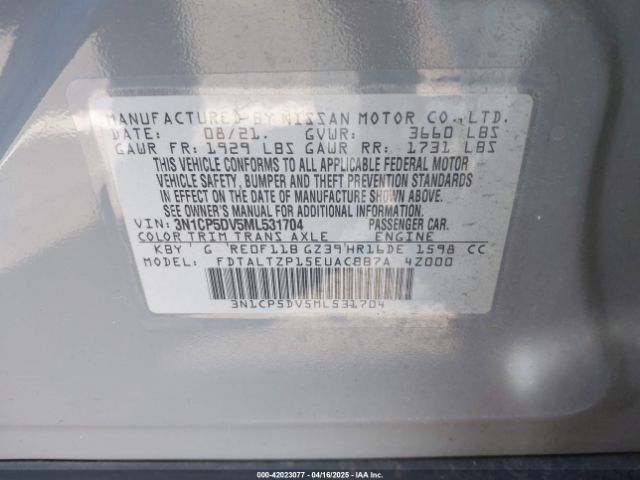 MANUFACTURED BY NISSAN MOTOR CO., LTD.
DATE: 08/21. GVWR: 3660 LBS
GAWR FR: 1929 LBS GAWR RR: 1731 LBS
THIS VEHICLE CONFORMS TO ALL APPLICABLE FEDERAL MOTOR
VEHICLE SAFETY, BUMPER AND THEFT PREVENTION STANDARDS
IN EFFECT ON THE DATE OF MANUFACTURE SHOWN ABOVE.
SEE OWNER'S MANUAL FOR ADDITIONAL INFORMATION.
VIN: 3N1CP5DV5ML531704 PASSENGER CAR.
COLOR TRIM TRANS AXLE ENGINE
KBY G RE0F11B GZ39 HR16DE 1598 CC
MODEL: FDTALTZP15EUAC8B7A 4Z000
3N1CP5DV5ML531704
000-42023077 - 04/16/2025 - IAA Inc.